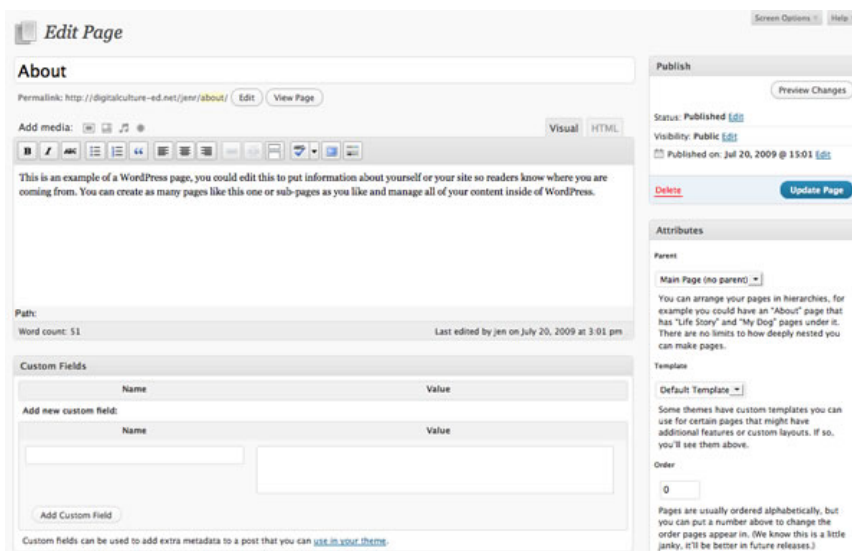 Screen Options
Help
Edit Page
About
Permalink: http://digitalculture-ed.net/jenr/about/ Edit View Page
Add media:
Visual HTML
B I ABC
This is an example of a WordPress page, you could edit this to put information about yourself or your site so readers know where you are
coming from. You can create as many pages like this one or sub-pages as you like and manage all of your content inside of WordPress.
Path:
Word count: 51
Last edited by jen on July 20, 2009 at 3:01 pm
Custom Fields
Name Value
Add new custom field:
Name Value
Add Custom Field
Custom fields can be used to add extra metadata to a post that you can use in your theme.
Publish
Preview Changes
Status: Published Edit
Visibility: Public Edit
Published on: Jul 20, 2009 @ 15:01 Edit
Delete
Update Page
Attributes
Parent
Main Page (no parent)
You can arrange your pages in hierarchies, for
example you could have an "About" page that
has "Life Story" and "My Dog" pages under it.
There are no limits to how deeply nested you
can make pages.
Template
Default Template
Some themes have custom templates you can
use for certain pages that might have
additional features or custom layouts. If so,
you'll see them above.
Order
0
Pages are usually ordered alphabetically, but
you can put a number above to change the
order pages appear in. (We know this is a little
janky, it'll be better in future releases.)